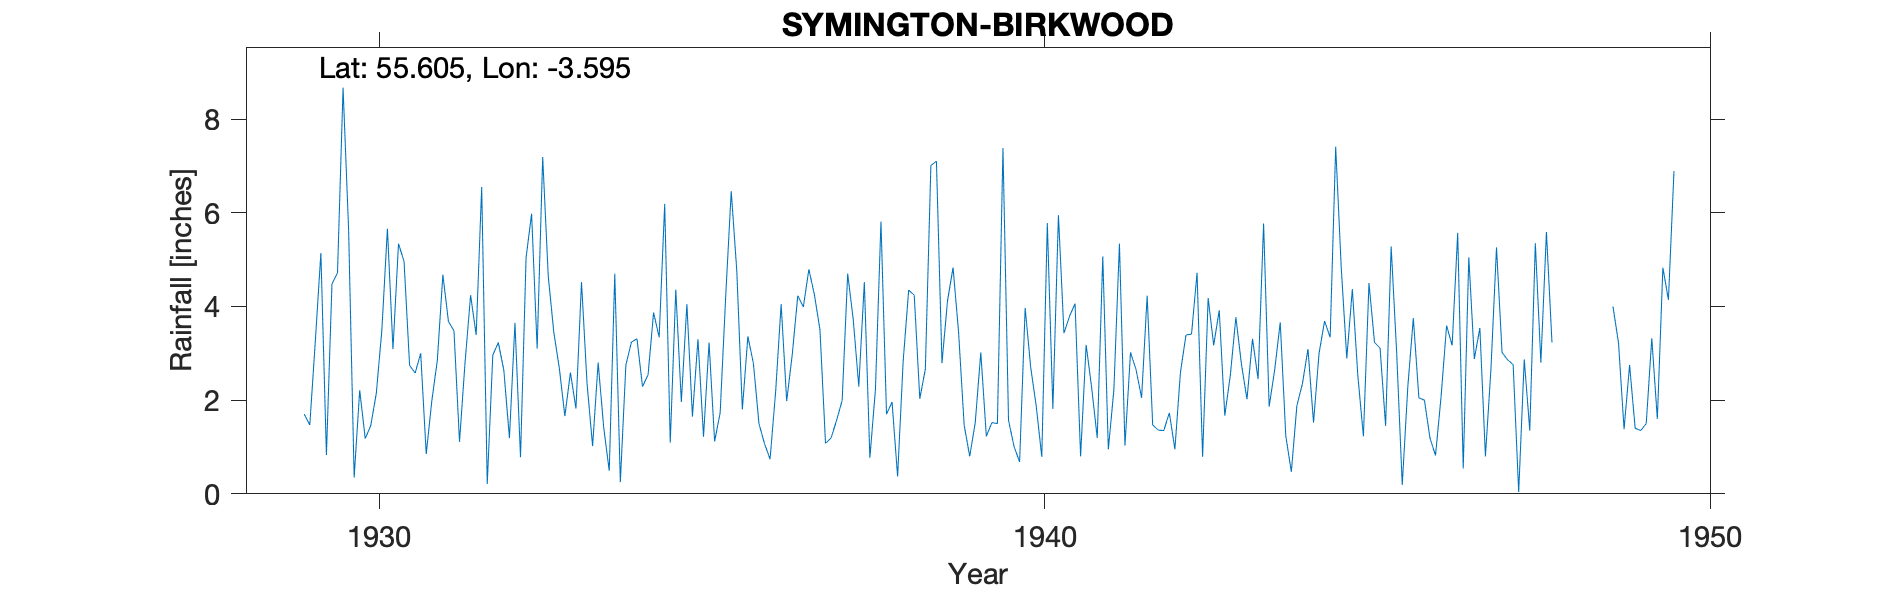 SYMINGTON-BIRKWOOD
Lat: 55.605, Lon: -3.595
8
6
4
2
0
Rainfall [inches]
1930
1940
1950
Year